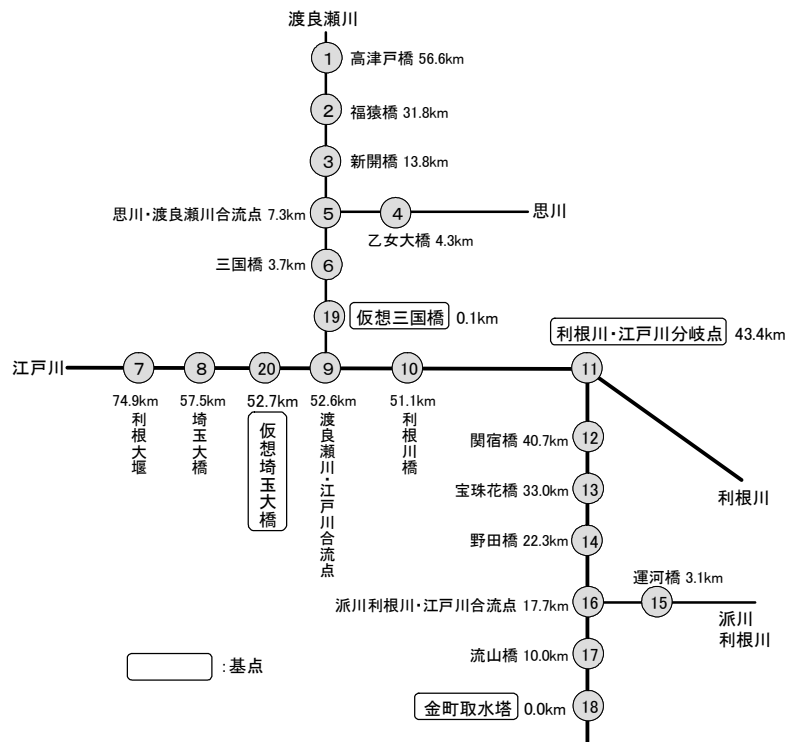 渡良瀬川
1 高津戸橋 56.6km
2 福猿橋 31.8km
3 新開橋 13.8km
思川・渡良瀬川合流点 7.3km 5 4 思川
乙女大橋 4.3km
三国橋 3.7km 6
19 仮想三国橋 0.1km
利根川・江戸川分岐点 43.4km
江戸川 7 8 20 9 10 11
74.9km 57.5km 52.7km 52.6km 51.1km
利根大堰
埼玉大橋
仮想埼玉大橋
渡良瀬川・江戸川合流点
利根川橋
関宿橋 40.7km 12
宝珠花橋 33.0km 13
利根川
野田橋 22.3km 14
運河橋 3.1km
派川利根川・江戸川合流点 17.7km 16 15
派川
利根川
流山橋 10.0km 17
:基点
金町取水塔 0.0km 18